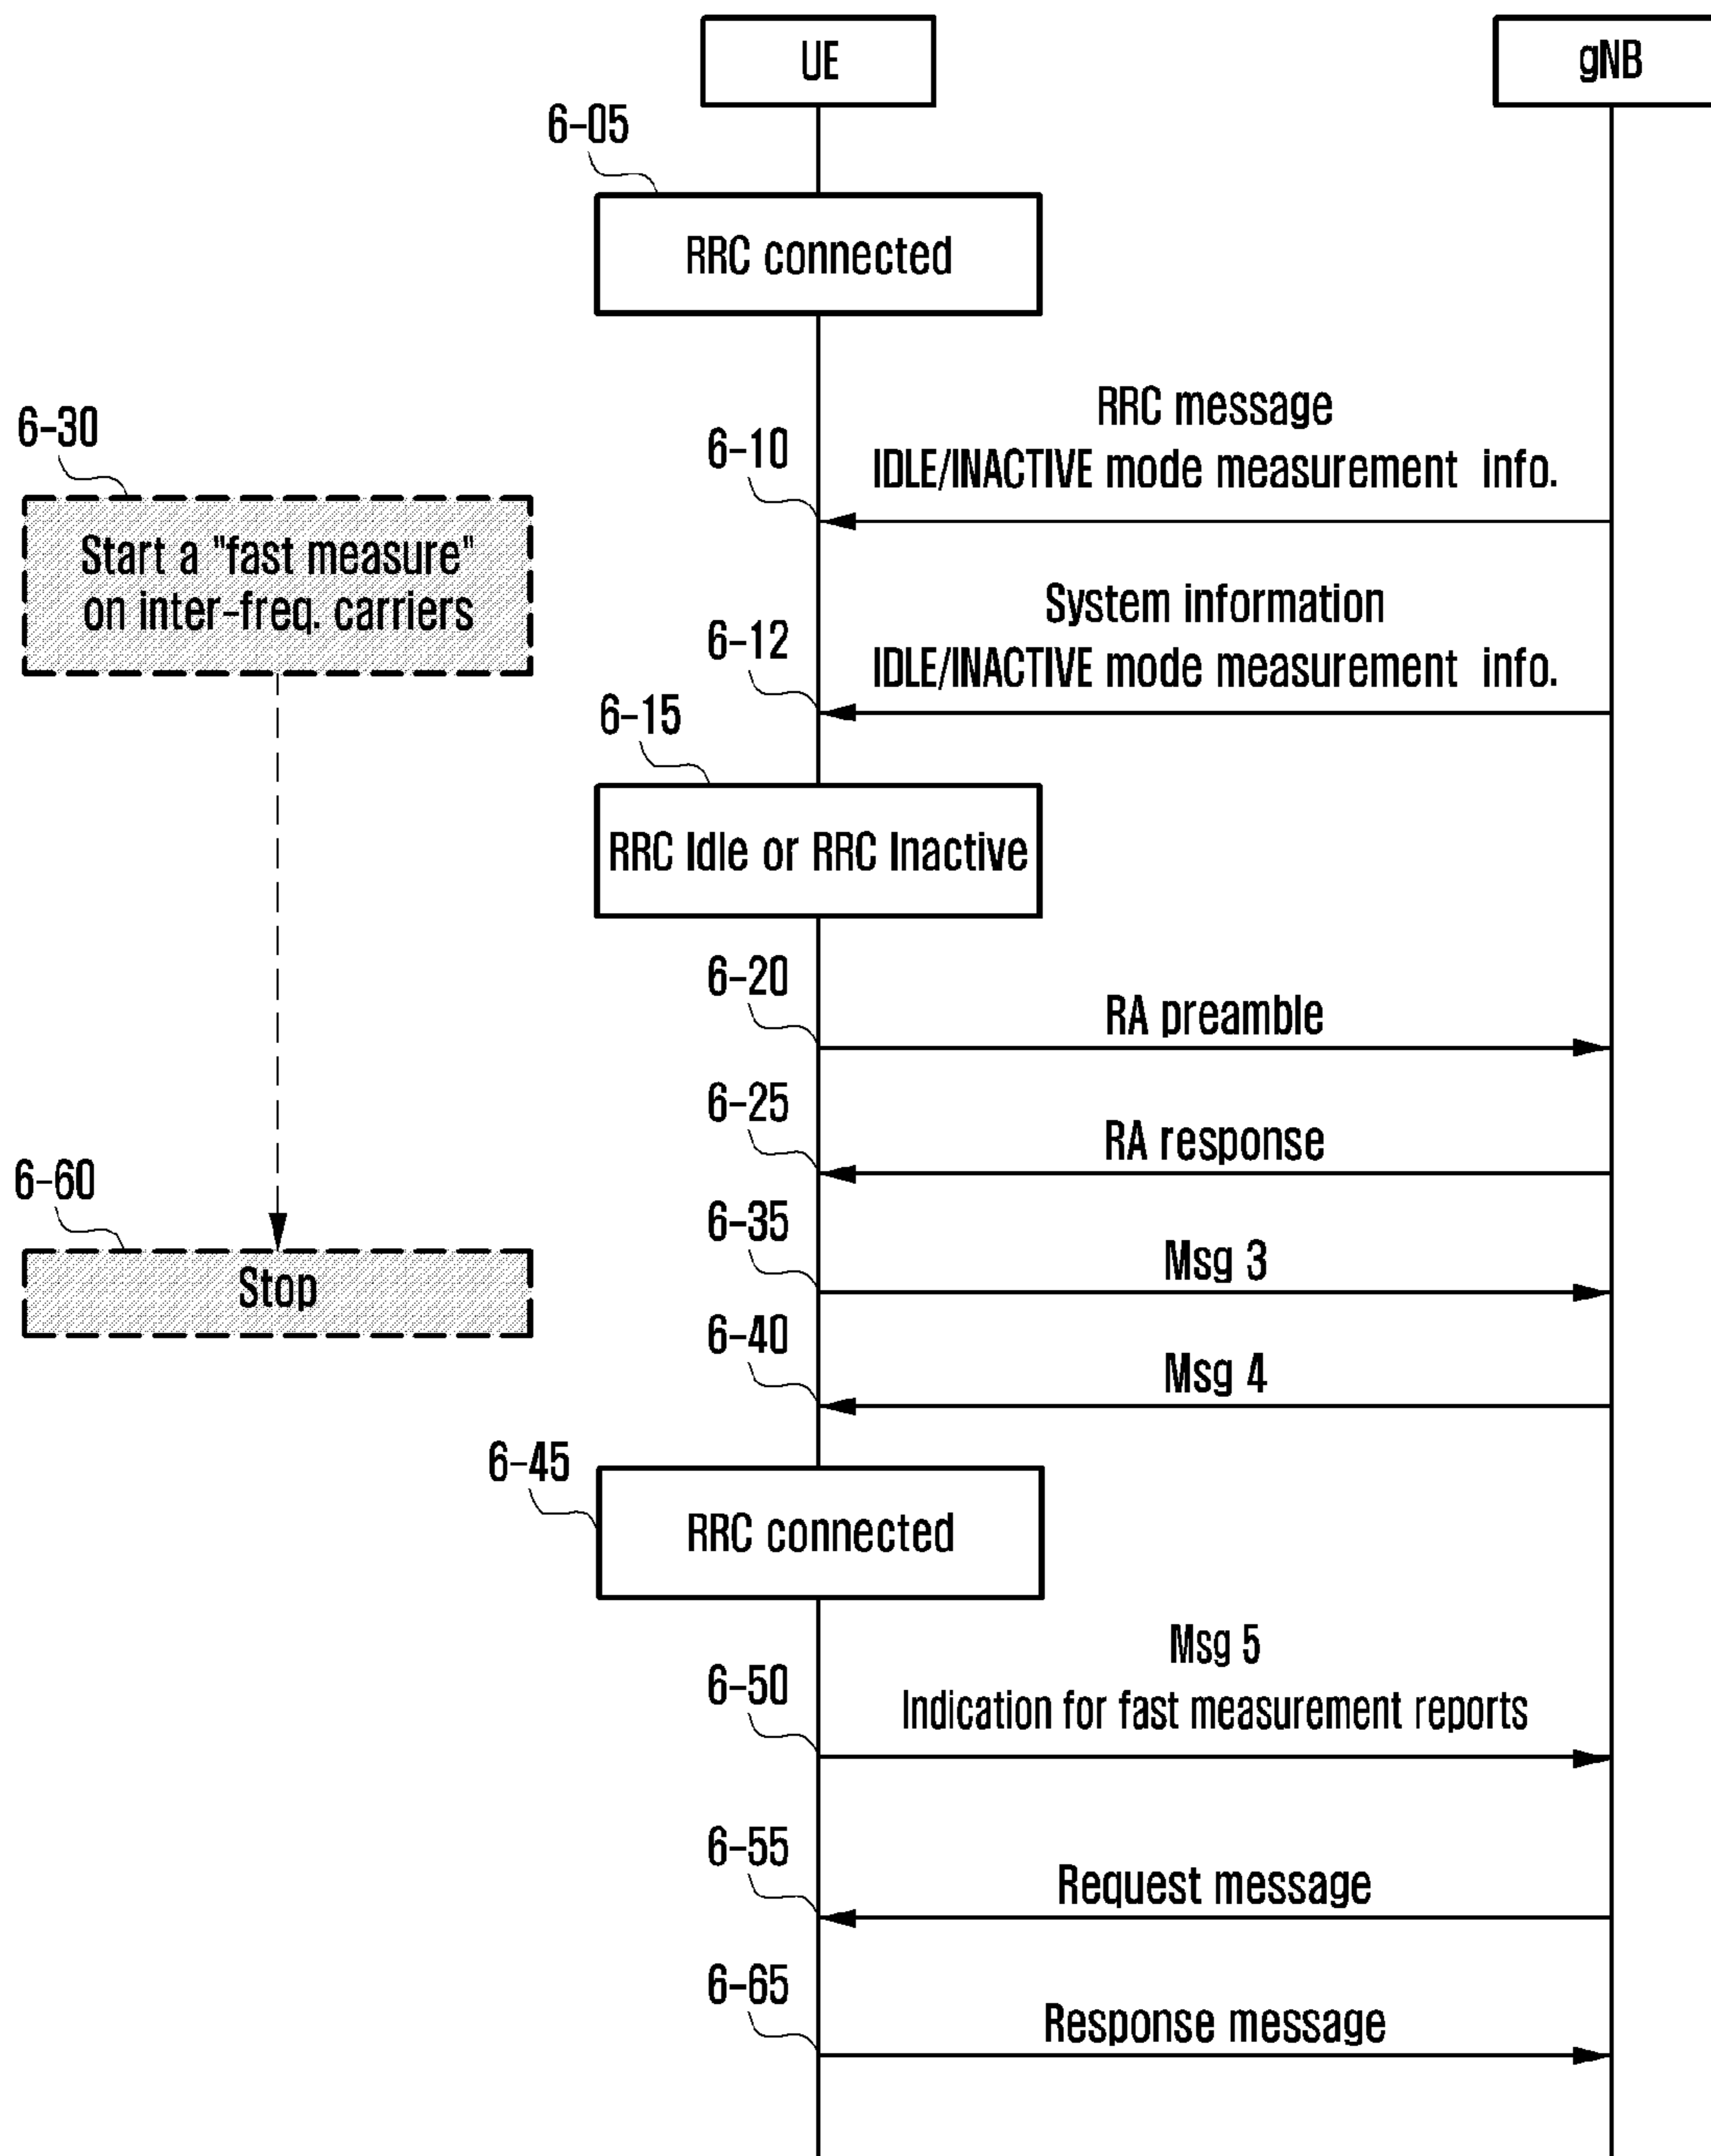 UE
gNB
6-05
RRC connected
RRC message
6-10
IDLE/INACTIVE mode measurement info.
6-30
Start a "fast measure"
on inter-freq. carriers
System information
6-12
IDLE/INACTIVE mode measurement info.
6-15
RRC Idle or RRC Inactive
6-20
RA preamble
6-25
RA response
6-60
Stop
6-35
Msg 3
6-40
Msg 4
6-45
RRC connected
Msg 5
6-50
Indication for fast measurement reports
6-55
Request message
6-65
Response message